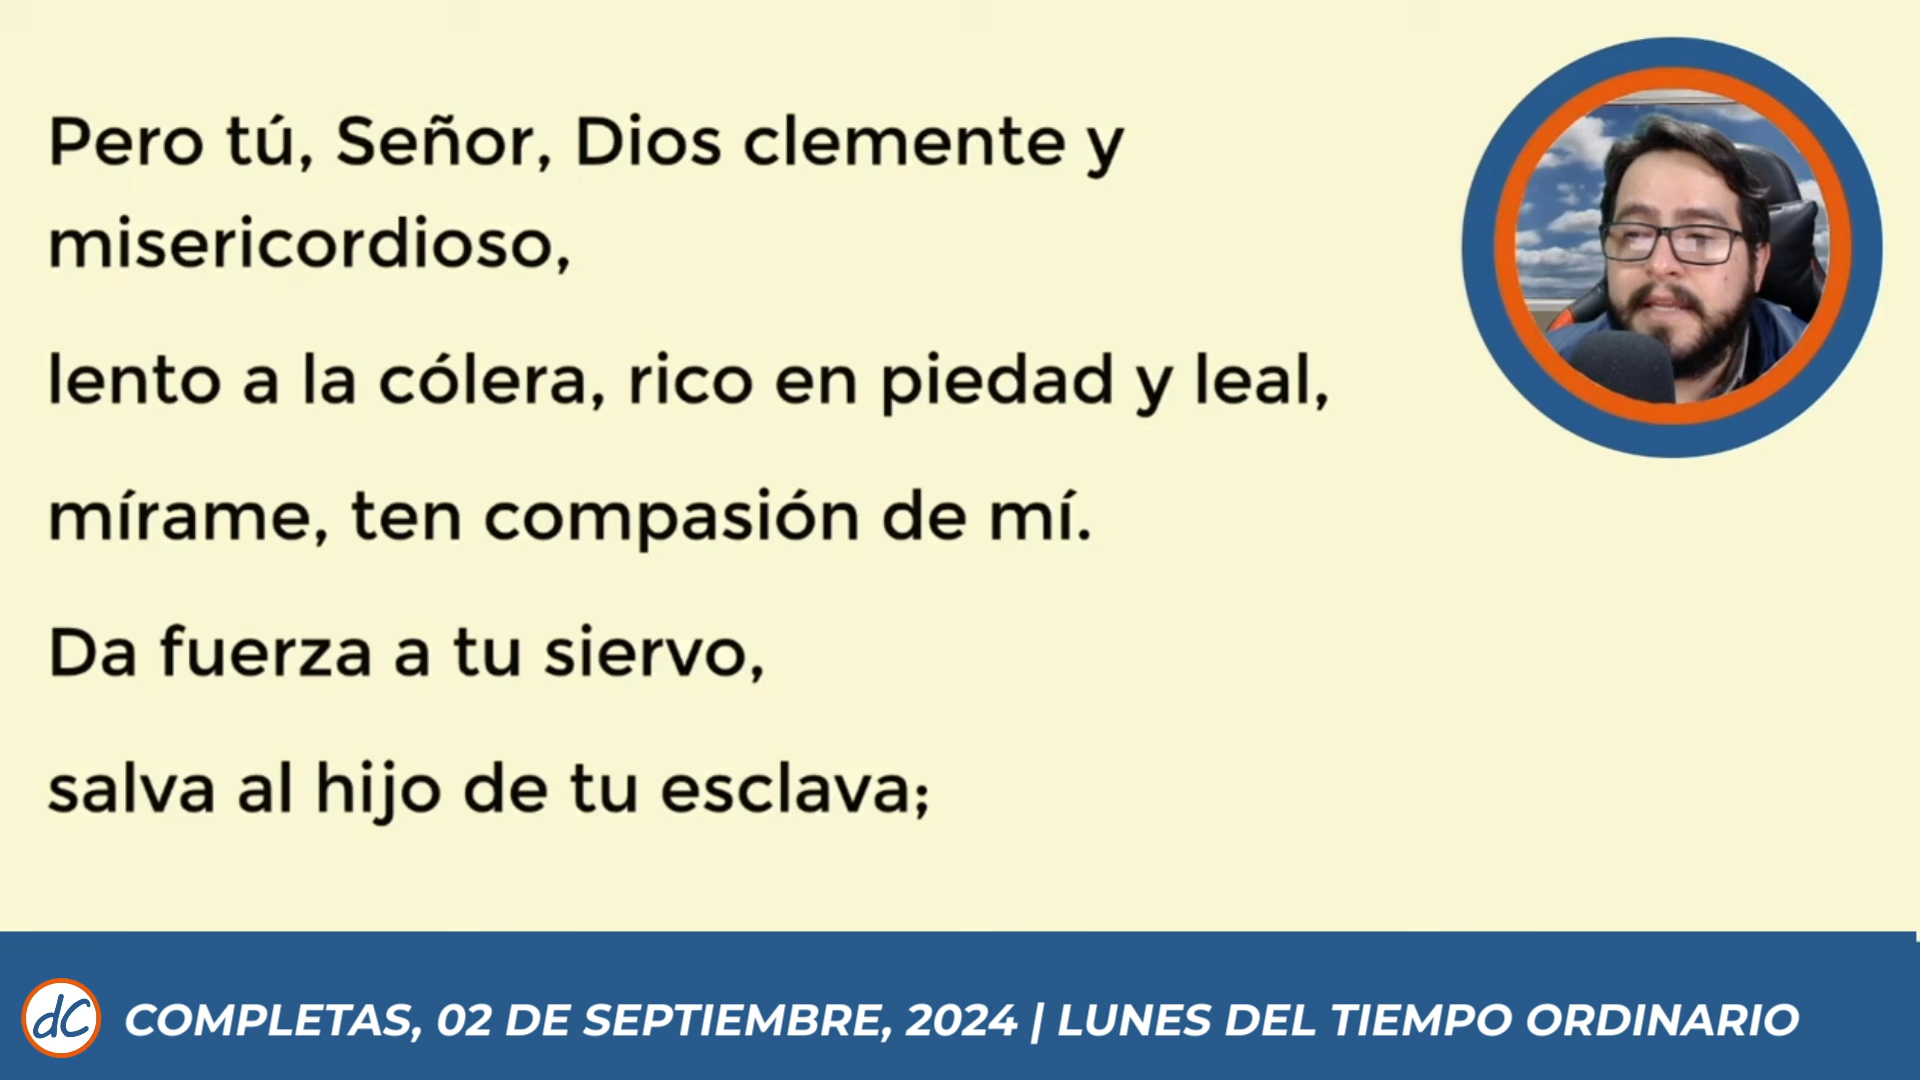 Pero tú, Señor, Dios clemente y
misericordioso,
lento a la cólera, rico en piedad y leal,
mírame, ten compasión de mí.
Da fuerza a tu siervo,
salva al hijo de tu esclava;
dC
COMPLETAS, 02 DE SEPTIEMBRE, 2024 | LUNES DEL TIEMPO ORDINARIO